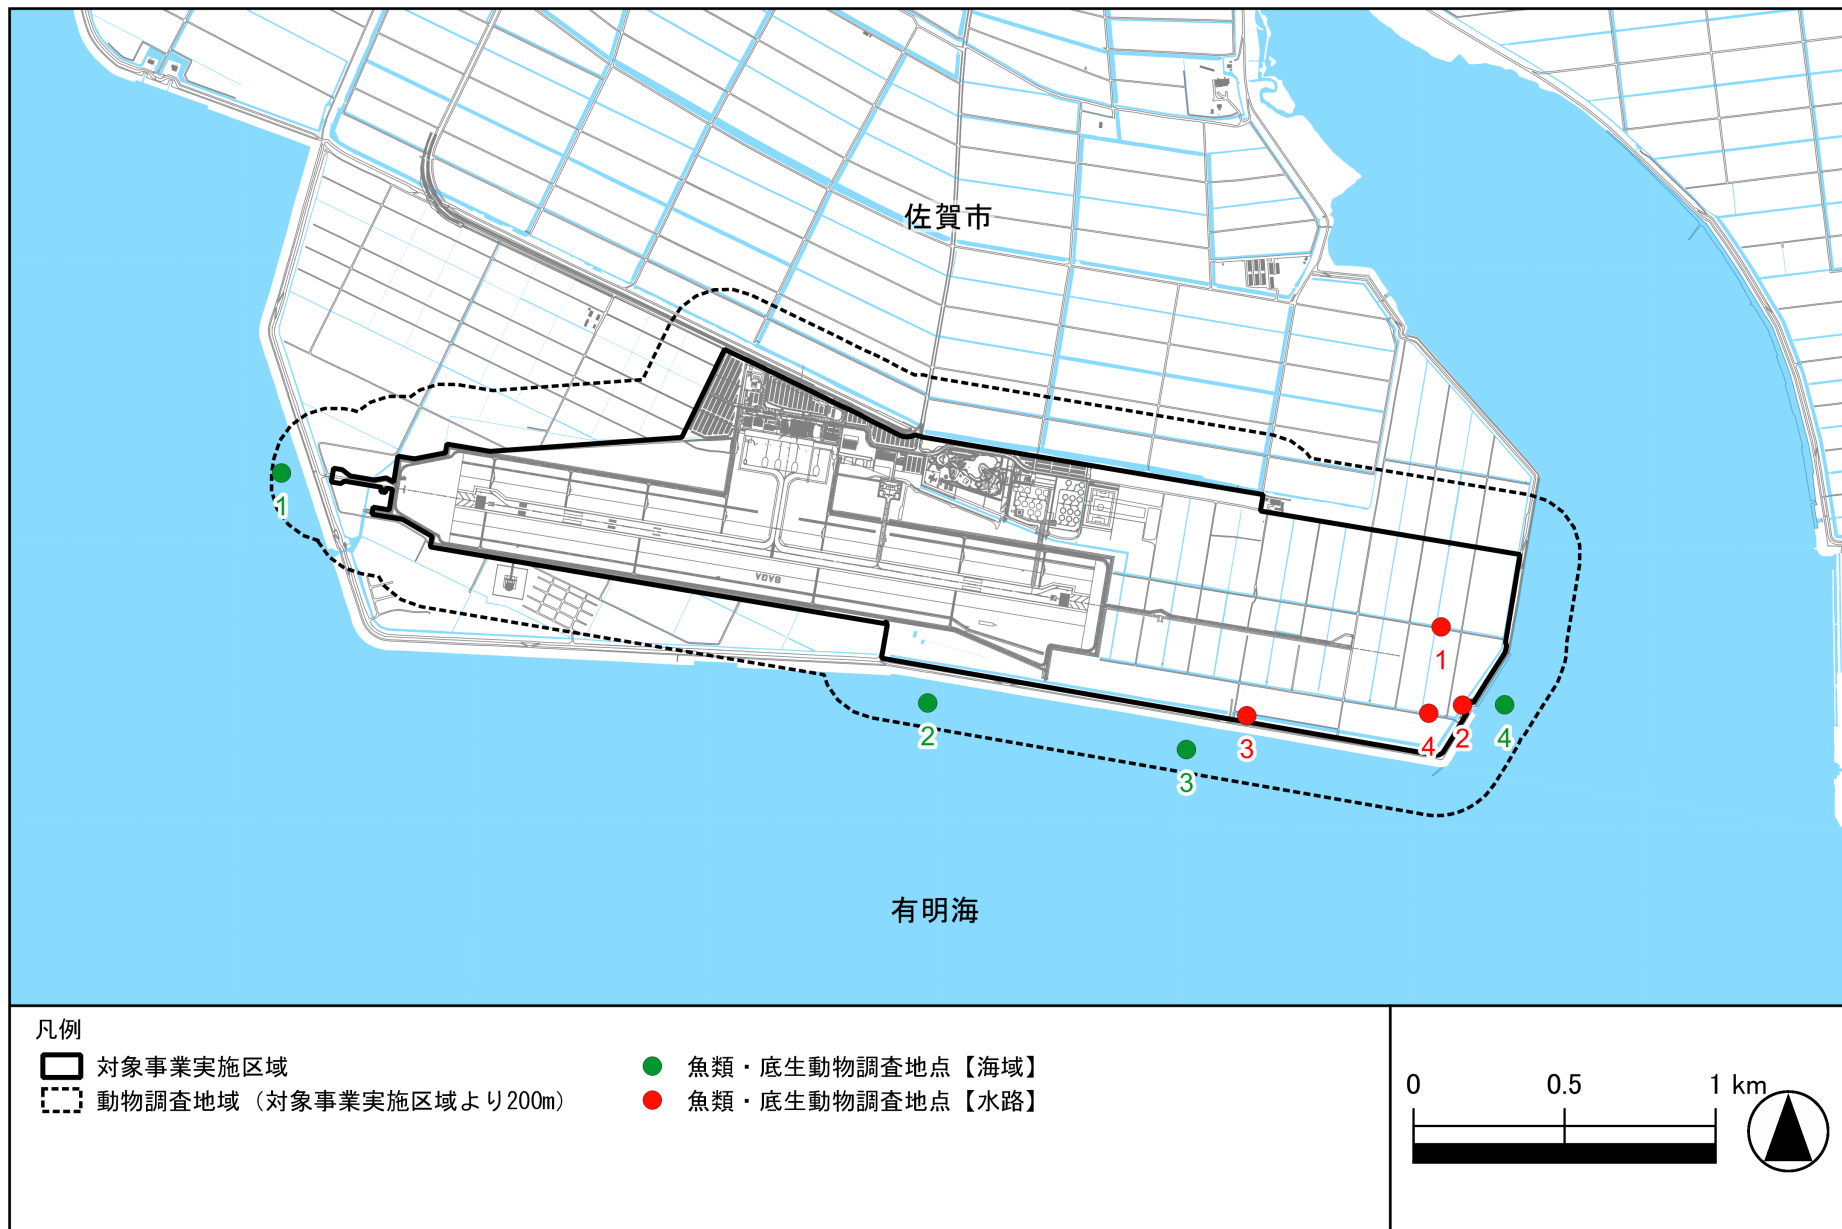 佐賀市
SAGA
1
1
2
3
4
2
4
3
有明海
凡例
対象事業実施区域
動物調査地域（対象事業実施区域より200m）
魚類・底生動物調査地点【海域】
魚類・底生動物調査地点【水路】
0 0.5 1 km